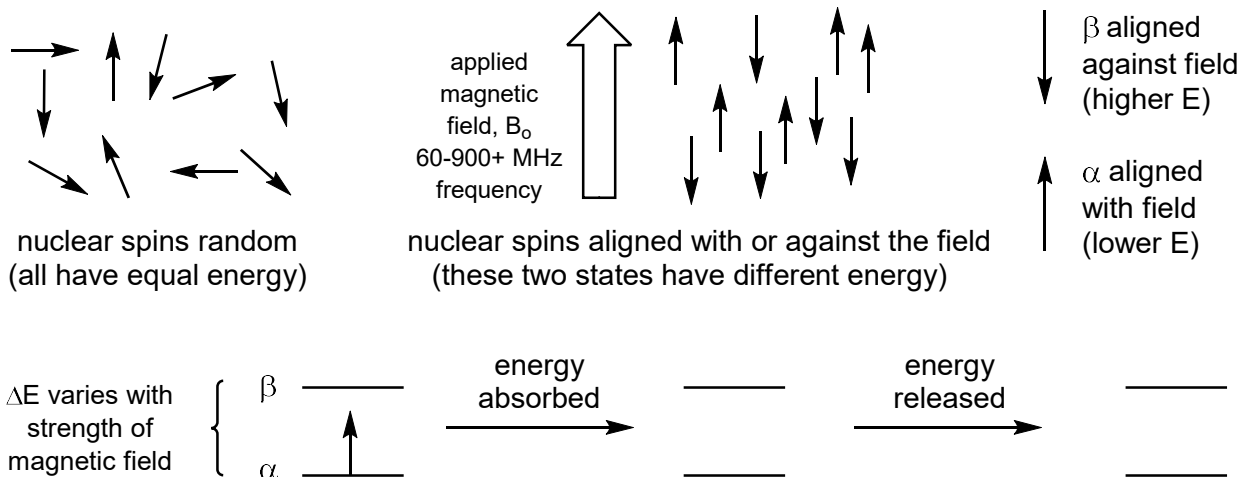 nuclear spins random
(all have equal energy)
applied
magnetic
field, Bo
60-900+ MHz
frequency
nuclear spins aligned with or against the field
(these two states have different energy)
β aligned
against field
(higher E)
α aligned
with field
(lower E)
ΔE varies with
strength of
magnetic field
β
α
energy
absorbed
energy
released